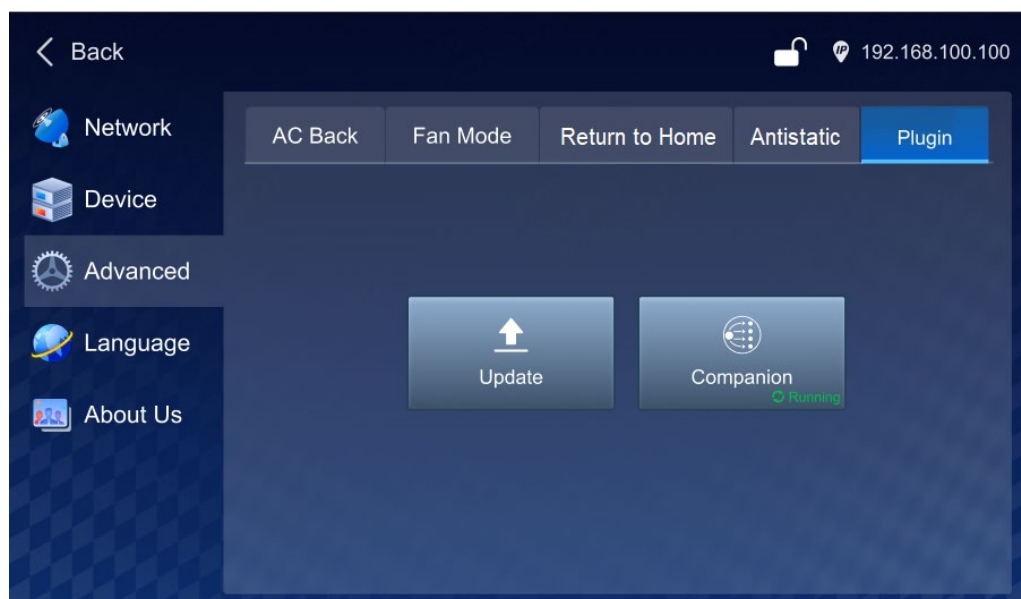 Back
IP 192.168.100.100
Network
Device
Advanced
Language
About Us
AC Back Fan Mode Return to Home Antistatic Plugin
Update
Companion
Running